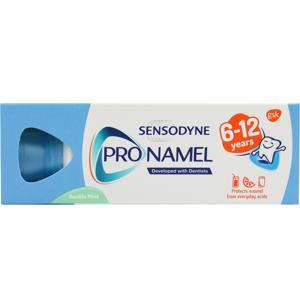 SENSODYNE
PRONAMEL
Developed with Dentists
6-12
years
gsk
Gentle Mint
Protects enamel
from everyday acids